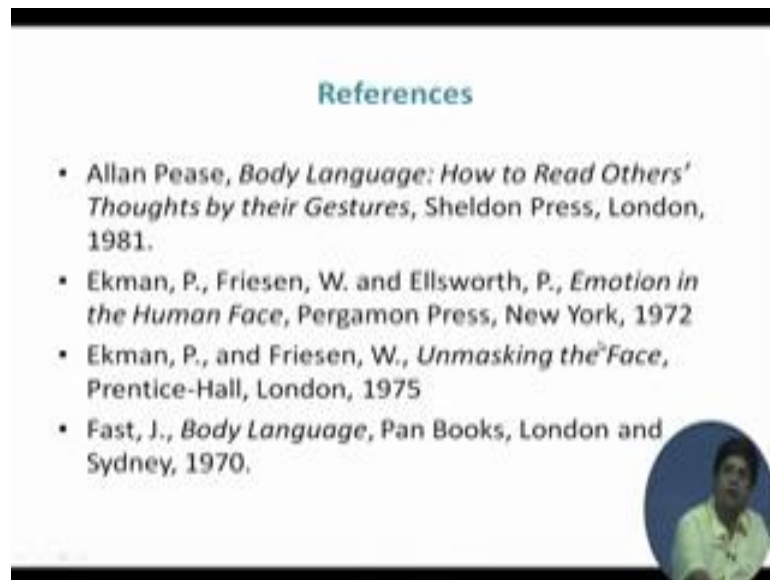 References
• Allan Pease, Body Language: How to Read Others'
Thoughts by their Gestures, Sheldon Press, London,
1981.
• Ekman, P., Friesen, W. and Ellsworth, P., Emotion in
the Human Face, Pergamon Press, New York, 1972
• Ekman, P., and Friesen, W., Unmasking the Face,
Prentice-Hall, London, 1975
• Fast, J., Body Language, Pan Books, London and
Sydney, 1970.